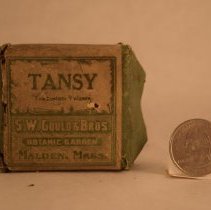 TANSY
S. W. GOULD & BROS.
BOTANIC GARDEN
MALDEN, MASS.